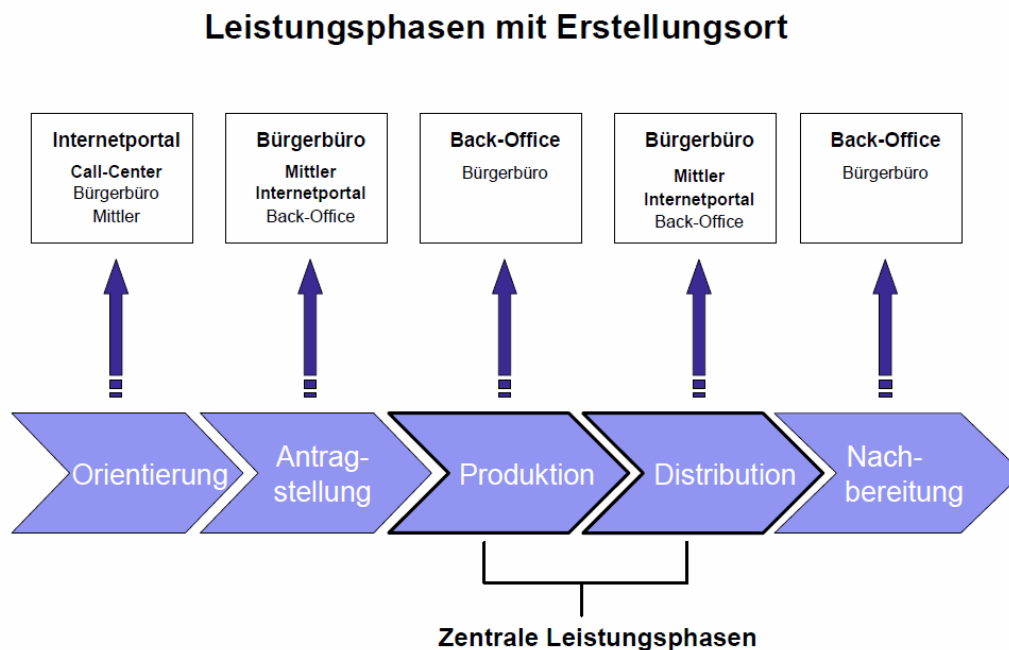 Leistungsphasen mit Erstellungsort
Internetportal
Call-Center
Bürgerbüro
Mittler
Bürgerbüro
Mittler
Internetportal
Back-Office
Back-Office
Bürgerbüro
Bürgerbüro
Mittler
Internetportal
Back-Office
Back-Office
Bürgerbüro
Orientierung
Antrag-
stellung
Produktion
Distribution
Nach-
bereitung
Zentrale Leistungsphasen